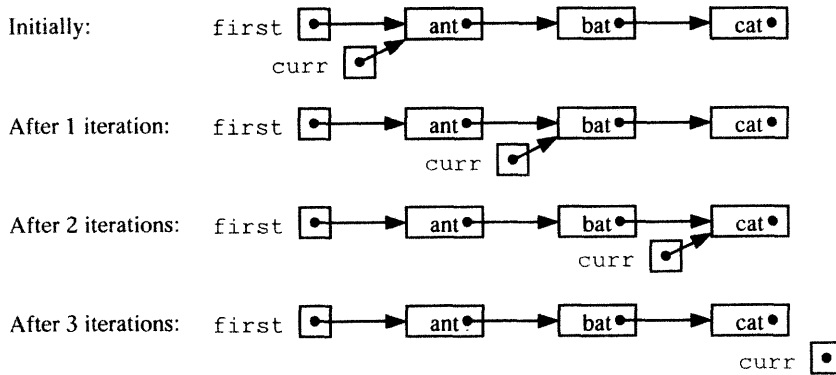 Initially: first ant bat cat
curr
After 1 iteration: first ant bat cat
curr
After 2 iterations: first ant bat cat
curr
After 3 iterations: first ant bat cat
curr